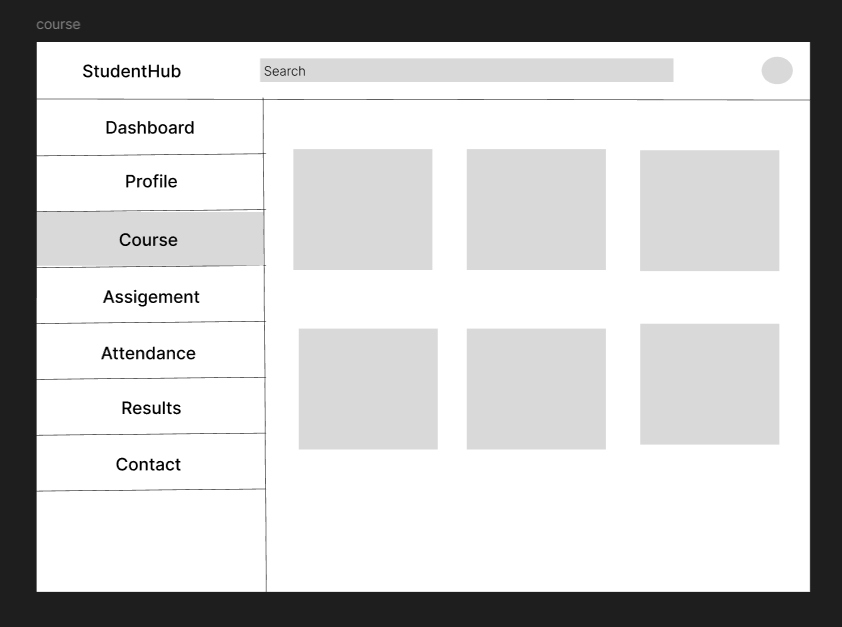 course
StudentHub
Search
Dashboard
Profile
Course
Assigement
Attendance
Results
Contact